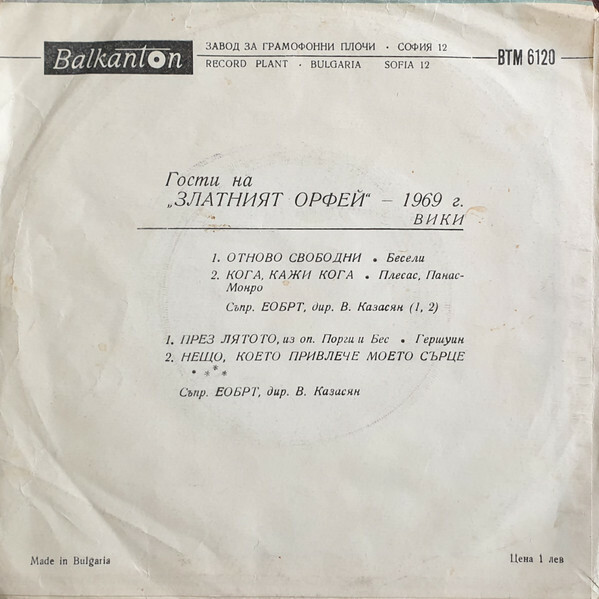 Balkanton
ЗАВОД ЗА ГРАМОФОННИ ПЛОЧИ • СОФИЯ 12
RECORD PLANT • BULGARIA SOFIA 12
ВТМ 6120
Гости на
„ЗЛАТНИЯТ ОРФЕЙ“ – 1969 г.
ВИКИ
1. ОТНОВО СВОБОДНИ • Бесели
2. КОГА, КАЖИ КОГА • Плесас, Панас-
Монро
Съпр. ЕОБРТ, дир. В. Казасян (1, 2)
1. ПРЕЗ ЛЯТОТО, из оп. Порги и Бес • Гершуин
2. НЕЩО, КОЕТО ПРИВЛЕЧЕ МОЕТО СЪРЦЕ
• ***
Съпр. ЕОБРТ, дир. В. Казасян
Made in Bulgaria
Цена 1 лев